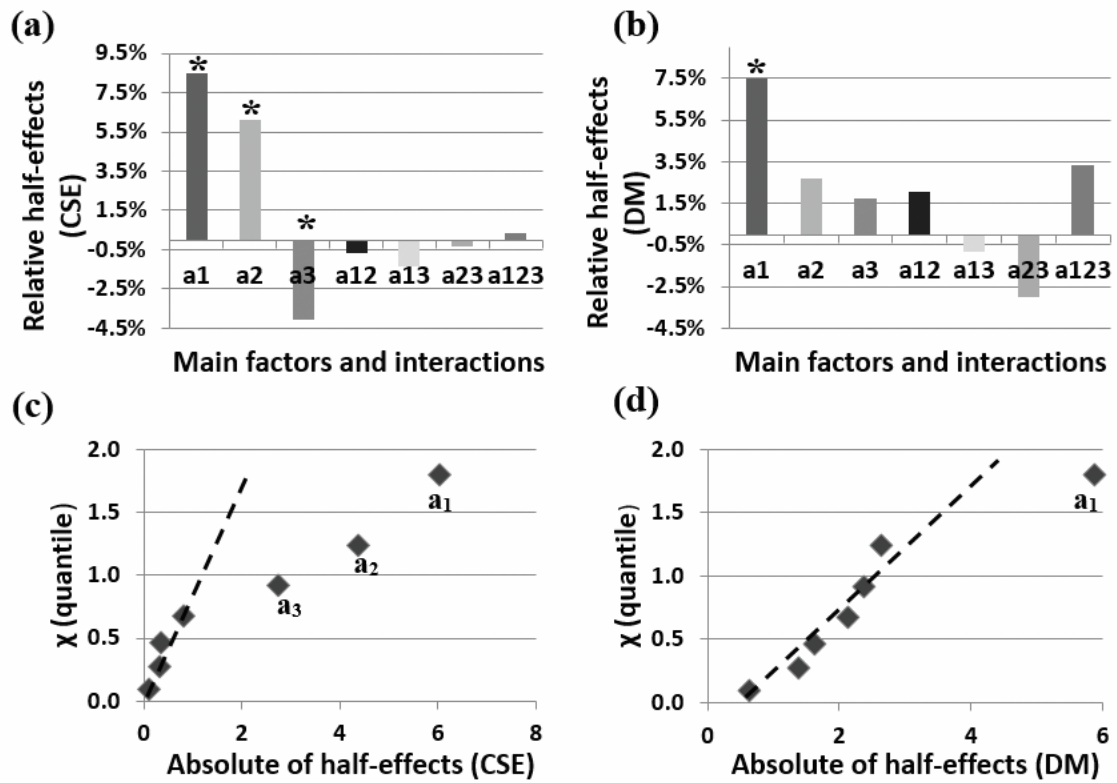 (a)
Relative half-effects
(CSE)
9.5%
7.5%
5.5%
3.5%
1.5%
-0.5%
-2.5%
-4.5%
*
*
*
a1 a2 a3 a12 a13 a23 a123
Main factors and interactions
(b)
Relative half-effects
(DM)
7.5%
3.5%
1.5%
-0.5%
-2.5%
-4.5%
*
a1 a2 a3 a12 a13 a23 a123
Main factors and interactions
(c)
χ (quantile)
2.0
1.5
1.0
0.5
0.0
a1
a2
a3
0 2 4 6 8
Absolute of half-effects (CSE)
(d)
χ (quantile)
2.0
1.5
1.0
0.5
0.0
a1
0 2 4 6
Absolute of half-effects (DM)